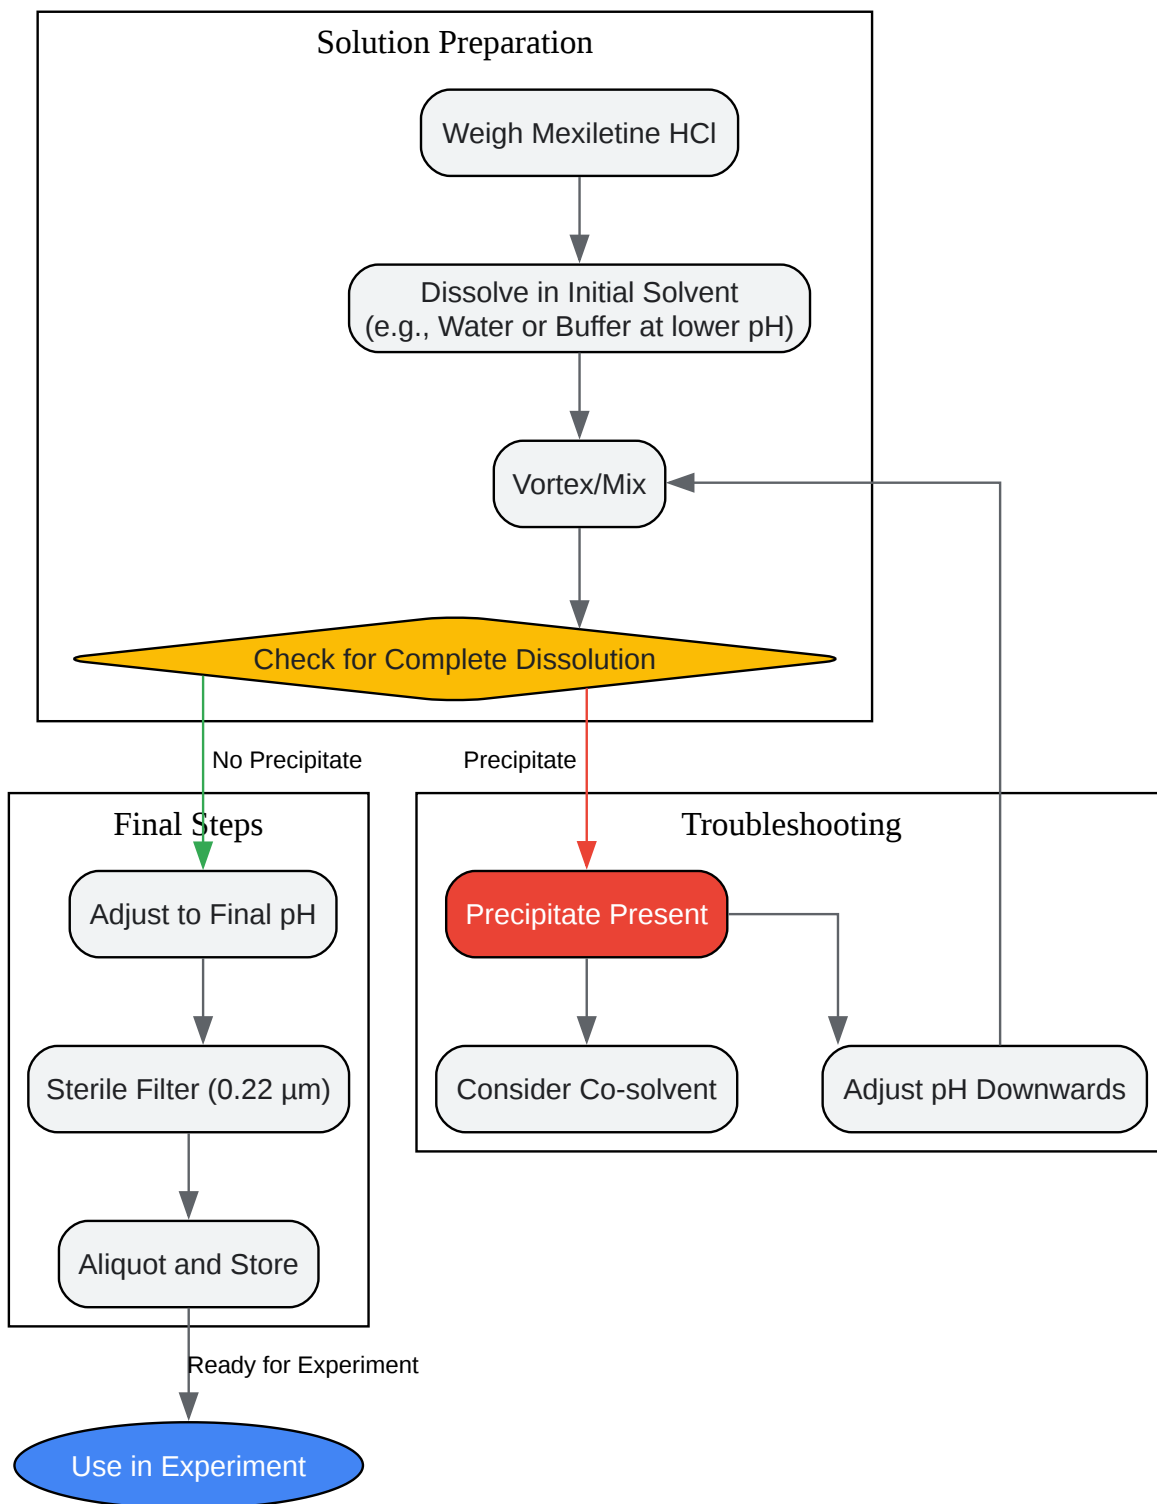 Solution Preparation
Weigh Mexiletine HCl
Dissolve in Initial Solvent
(e.g., Water or Buffer at lower pH)
Vortex/Mix
Check for Complete Dissolution
No Precipitate
Precipitate
Final Steps
Troubleshooting
Adjust to Final pH
Precipitate Present
Sterile Filter (0.22 µm)
Consider Co-solvent
Adjust pH Downwards
Aliquot and Store
Ready for Experiment
Use in Experiment